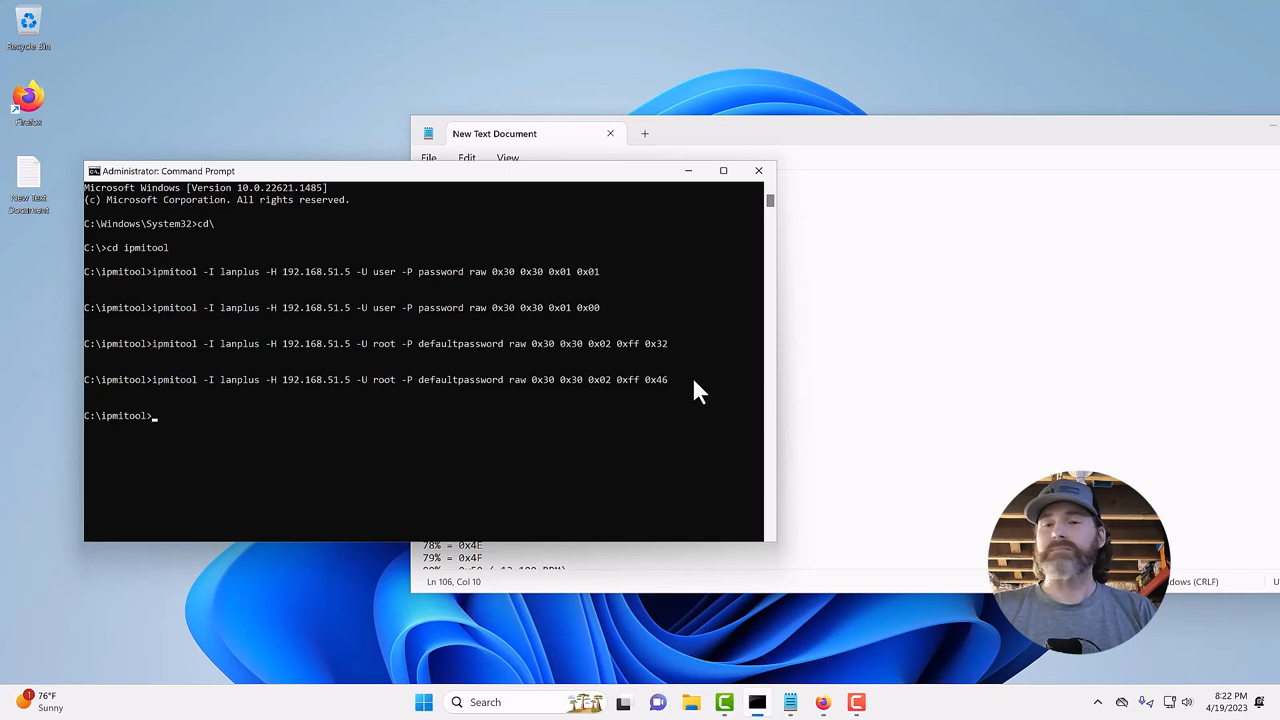 Recycle Bin
Firefox
New Text
Document
New Text Document
File Edit View
Administrator: Command Prompt
Microsoft Windows [Version 10.0.22621.1485]
(c) Microsoft Corporation. All rights reserved.
C:\Windows\System32>cd\
C:\>cd ipmitool
C:\ipmitool>ipmitool -I lanplus -H 192.168.51.5 -U user -P password raw 0x30 0x30 0x01 0x01
C:\ipmitool>ipmitool -I lanplus -H 192.168.51.5 -U user -P password raw 0x30 0x30 0x01 0x00
C:\ipmitool>ipmitool -I lanplus -H 192.168.51.5 -U root -P defaultpassword raw 0x30 0x30 0x02 0xff 0x32
C:\ipmitool>ipmitool -I lanplus -H 192.168.51.5 -U root -P defaultpassword raw 0x30 0x30 0x02 0xff 0x46
C:\ipmitool>
78% = 0x4E
79% = 0x4F
Ln 106, Col 10
dows (CRLF)
76°F
Sunny
Search
8:22 PM
4/19/2023